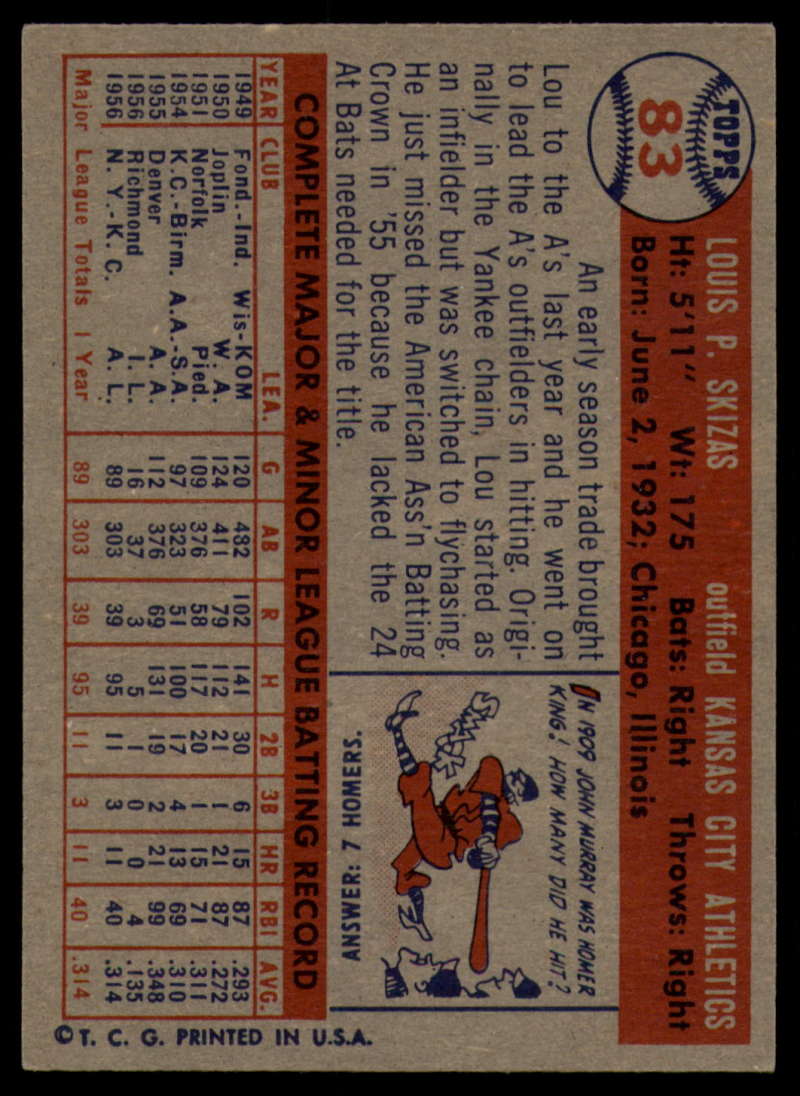 TOPPS
83
LOUIS P. SKIZAS outfield KANSAS CITY ATHLETICS
Ht: 5'11" Wt: 175 Bats: Right Throws: Right
Born: June 2, 1932; Chicago, Illinois
An early season trade brought
Lou to the A's last year and he went on
to lead the A's outfielders in hitting. Origi-
nally in the Yankee chain, Lou started as
an infielder but was switched to flychasing.
He just missed the American Ass'n Batting
Crown in '55 because he lacked the 24
At Bats needed for the title.
IN 1909 JOHN MURRAY WAS HOMER
KING! HOW MANY DID HE HIT?
SWAT
ANSWER: 7 HOMERS.
COMPLETE MAJOR & MINOR LEAGUE BATTING RECORD
YEAR CLUB LEA. G AB R H 2B 3B HR RBI AVG.
1949 Fond.-Ind. Wis-KOM 120 482 102 141 30 6 15 87 .293
1950 Joplin W. A. 124 411 79 112 21 1 21 87 .272
1951 Norfolk Pied. 109 376 58 117 20 1 15 71 .311
1954 K.C.-Birm. A.A.-S.A. 97 323 51 100 17 4 13 69 .310
1955 Denver A. A. 112 376 69 131 19 2 21 99 .348
1956 Richmond I. L. 16 37 3 5 1 0 0 4 .135
1956 N. Y.-K. C. A. L. 89 303 39 95 11 3 11 40 .314
Major League Totals 1 Year 89 303 39 95 11 3 11 40 .314
© T. C. G. PRINTED IN U.S.A.